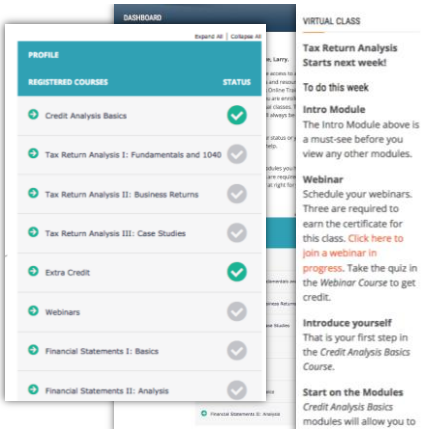 DASHBOARD
Expand All | Collapse All
PROFILE
REGISTERED COURSES STATUS
Credit Analysis Basics
Tax Return Analysis I: Fundamentals and 1040
Tax Return Analysis II: Business Returns
Tax Return Analysis III: Case Studies
Extra Credit
Webinars
Financial Statements I: Basics
Financial Statements II: Analysis
e, Larry.
Financial Statements II: Analysis
VIRTUAL CLASS
Tax Return Analysis
Starts next week!
To do this week
Intro Module
The Intro Module above is
a must-see before you
view any other modules.
Webinar
Schedule your webinars.
Three are required to
earn the certificate for
this class. Click here to
join a webinar in
progress. Take the quiz in
the Webinar Course to get
credit.
Introduce yourself
That is your first step in
the Credit Analysis Basics
Course.
Start on the Modules
Credit Analysis Basics
modules will allow you to